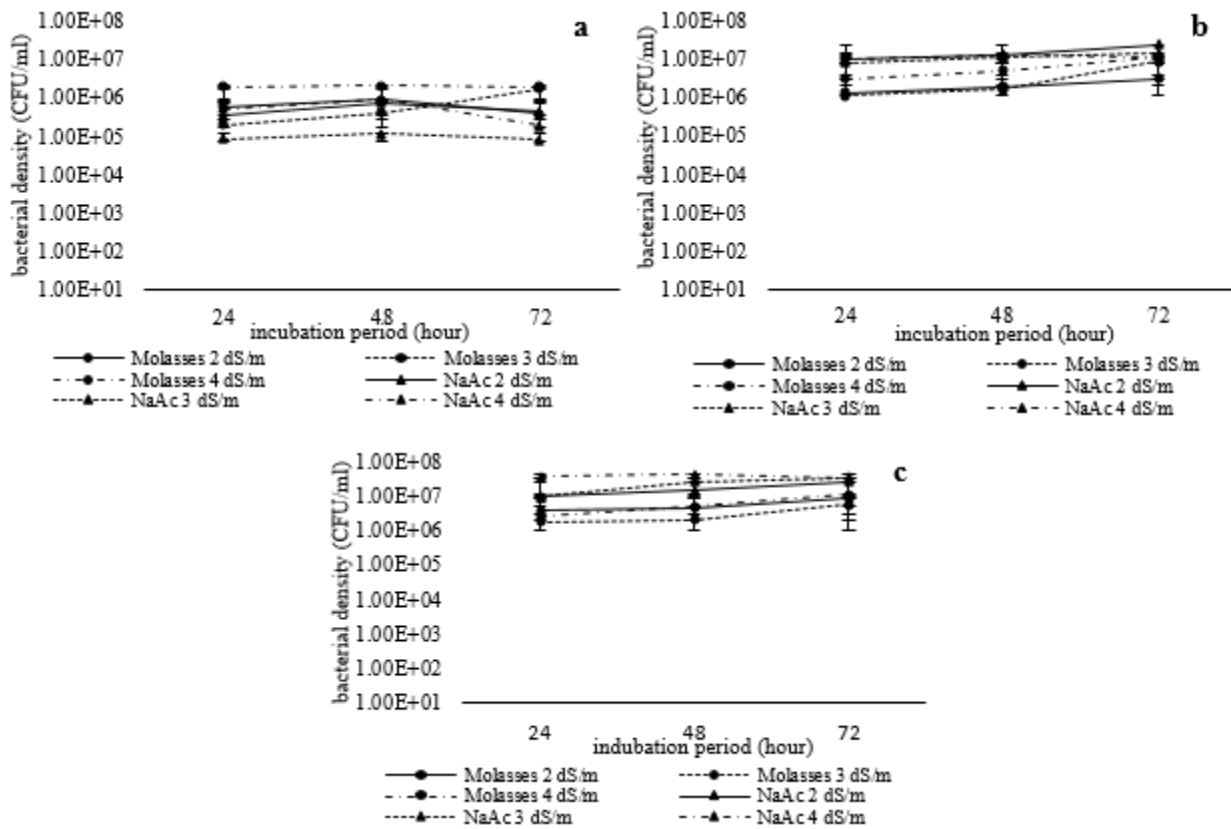 a
bacterial density (CFU/ml)
1.00E+08
1.00E+07
1.00E+06
1.00E+05
1.00E+04
1.00E+03
1.00E+02
1.00E+01
24 48 72
incubation period (hour)
Molasses 2 dS/m Molasses 3 dS/m
Molasses 4 dS/m NaAc 2 dS/m
NaAc 3 dS/m NaAc 4 dS/m
b
bacterial density (CFU/ml)
1.00E+08
1.00E+07
1.00E+06
1.00E+05
1.00E+04
1.00E+03
1.00E+02
1.00E+01
24 48 72
incubation period (hour)
Molasses 2 dS/m Molasses 3 dS/m
Molasses 4 dS/m NaAc 2 dS/m
NaAc 3 dS/m NaAc 4 dS/m
c
bacterial density (CFU/ml)
1.00E+08
1.00E+07
1.00E+06
1.00E+05
1.00E+04
1.00E+03
1.00E+02
1.00E+01
24 48 72
indubation period (hour)
Molasses 2 dS/m Molasses 3 dS/m
Molasses 4 dS/m NaAc 2 dS/m
NaAc 3 dS/m NaAc 4 dS/m